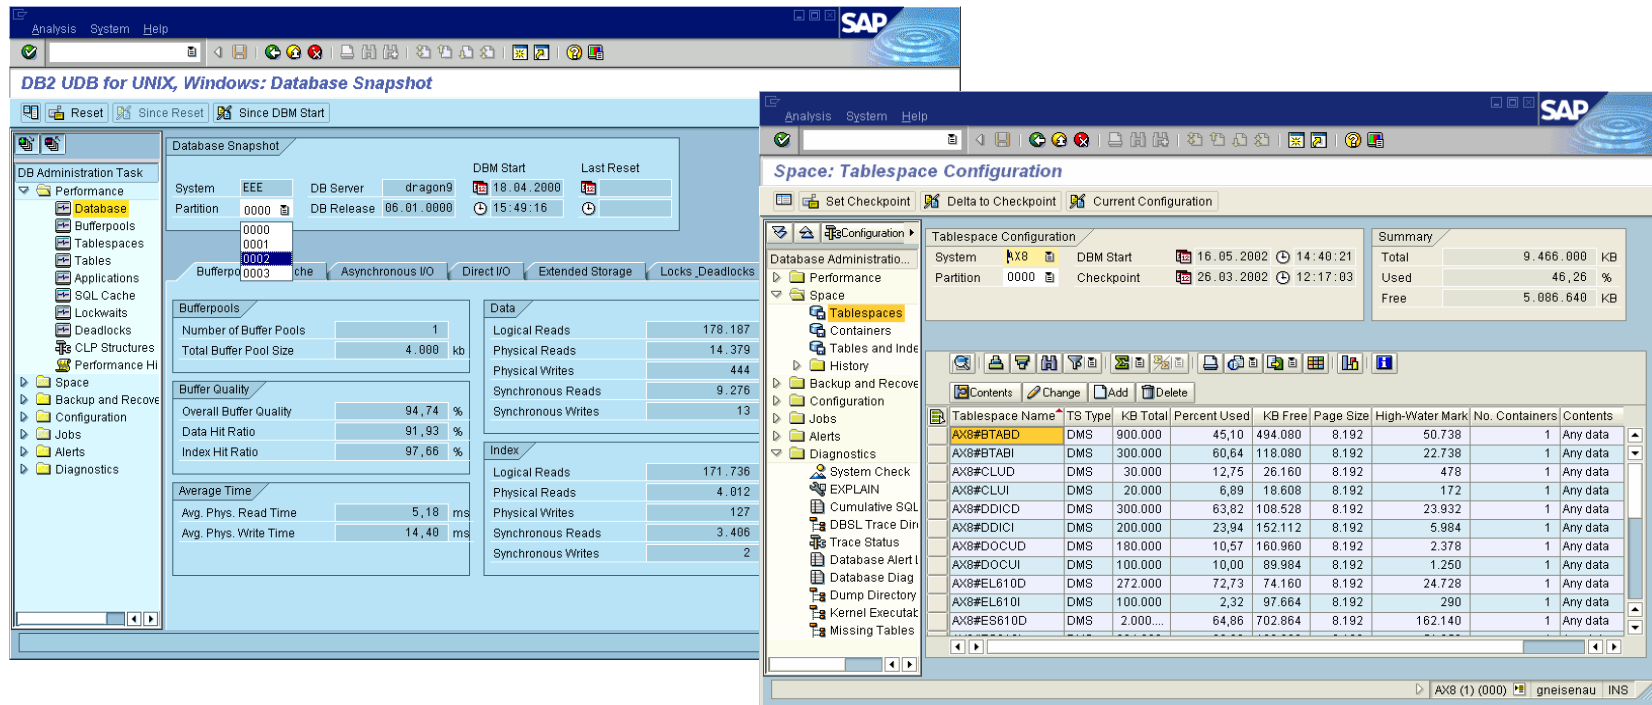 Analysis System Help
SAP
DB2 UDB for UNIX, Windows: Database Snapshot
Reset Since Reset Since DBM Start
DB Administration Task
Performance
Database
Bufferpools
Tablespaces
Tables
Applications
SQL Cache
Lockwaits
Deadlocks
CLP Structures
Performance Hi
Space
Backup and Recove
Configuration
Jobs
Alerts
Diagnostics
Database Snapshot
DBM Start Last Reset
System EEE DB Server dragon9 18.04.2000
Partition 0000 DB Release 06.01.0000 15:49:16
0000
0001
0002
0003
Bufferpo che Asynchronous I/O Direct I/O Extended Storage Locks_Deadlocks
Bufferpools
Number of Buffer Pools 1
Total Buffer Pool Size 4.000 kb
Buffer Quality
Overall Buffer Quality 94,74 %
Data Hit Ratio 91,93 %
Index Hit Ratio 97,66 %
Average Time
Avg. Phys. Read Time 5,18 ms
Avg. Phys. Write Time 14,40 ms
Data
Logical Reads 178.187
Physical Reads 14.379
Physical Writes 444
Synchronous Reads 9.276
Synchronous Writes 13
Index
Logical Reads 171.736
Physical Reads 4.012
Physical Writes 127
Synchronous Reads 3.406
Synchronous Writes 2
Analysis System Help
SAP
Space: Tablespace Configuration
Set Checkpoint Delta to Checkpoint Current Configuration
Configuration
Database Administratio...
Performance
Space
Tablespaces
Containers
Tables and Inde
History
Backup and Recove
Configuration
Jobs
Alerts
Diagnostics
System Check
EXPLAIN
Cumulative SQL
DBSL Trace Dire
Trace Status
Database Alert L
Database Diag
Dump Directory
Kernel Executab
Missing Tables
Tablespace Configuration
System AX8 DBM Start 16.05.2002 14:40:21
Partition 0000 Checkpoint 26.03.2002 12:17:03
Summary
Total 9.466.000 KB
Used 46,26 %
Free 5.086.640 KB
Contents Change Add Delete
Tablespace Name TS Type KB Total Percent Used KB Free Page Size High-Water Mark No. Containers Contents
AX8#BTABD DMS 900.000 45,10 494.080 8.192 50.738 1 Any data
AX8#BTABI DMS 300.000 60,64 118.080 8.192 22.738 1 Any data
AX8#CLUD DMS 30.000 12,75 26.160 8.192 478 1 Any data
AX8#CLUI DMS 20.000 6,89 18.608 8.192 172 1 Any data
AX8#DDICD DMS 300.000 63,82 108.528 8.192 23.932 1 Any data
AX8#DDICI DMS 200.000 23,94 152.112 8.192 5.984 1 Any data
AX8#DOCUD DMS 180.000 10,57 160.960 8.192 2.378 1 Any data
AX8#DOCUI DMS 100.000 10,00 89.984 8.192 1.250 1 Any data
AX8#EL610D DMS 272.000 72,73 74.160 8.192 24.728 1 Any data
AX8#EL610I DMS 100.000 2,32 97.664 8.192 290 1 Any data
AX8#ES610D DMS 2.000.... 64,86 702.864 8.192 162.140 1 Any data
AX8 (1) (000) gneisenau INS